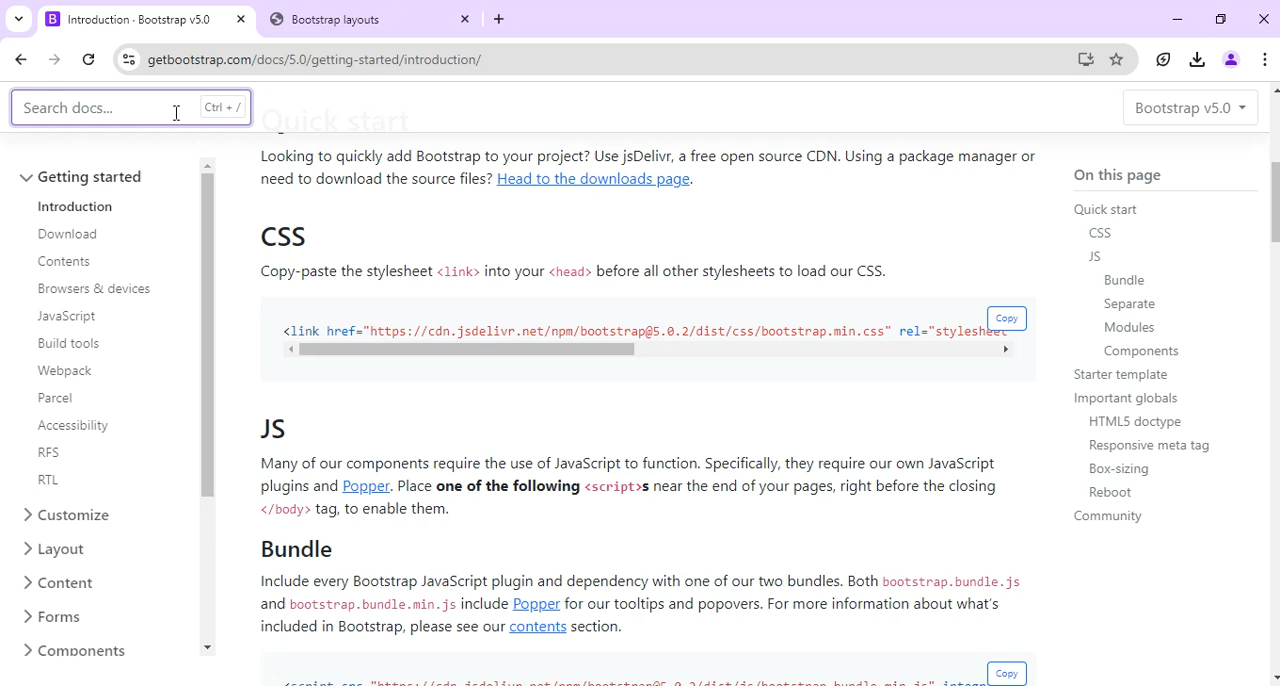 Introduction · Bootstrap v5.0
Bootstrap layouts
getbootstrap.com/docs/5.0/getting-started/introduction/
Search docs...
Ctrl + /
Quick start
Bootstrap v5.0
Getting started
Introduction
Download
Contents
Browsers & devices
JavaScript
Build tools
Webpack
Parcel
Accessibility
RFS
RTL
Customize
Layout
Content
Forms
Components
Looking to quickly add Bootstrap to your project? Use jsDelivr, a free open source CDN. Using a package manager or
need to download the source files? Head to the downloads page.
CSS
Copy-paste the stylesheet <link> into your <head> before all other stylesheets to load our CSS.
Copy
<link href="https://cdn.jsdelivr.net/npm/bootstrap@5.0.2/dist/css/bootstrap.min.css" rel="stylesheet
JS
Many of our components require the use of JavaScript to function. Specifically, they require our own JavaScript
plugins and Popper. Place one of the following <script>s near the end of your pages, right before the closing
</body> tag, to enable them.
Bundle
Include every Bootstrap JavaScript plugin and dependency with one of our two bundles. Both bootstrap.bundle.js
and bootstrap.bundle.min.js include Popper for our tooltips and popovers. For more information about what's
included in Bootstrap, please see our contents section.
Copy
On this page
Quick start
CSS
JS
Bundle
Separate
Modules
Components
Starter template
Important globals
HTML5 doctype
Responsive meta tag
Box-sizing
Reboot
Community